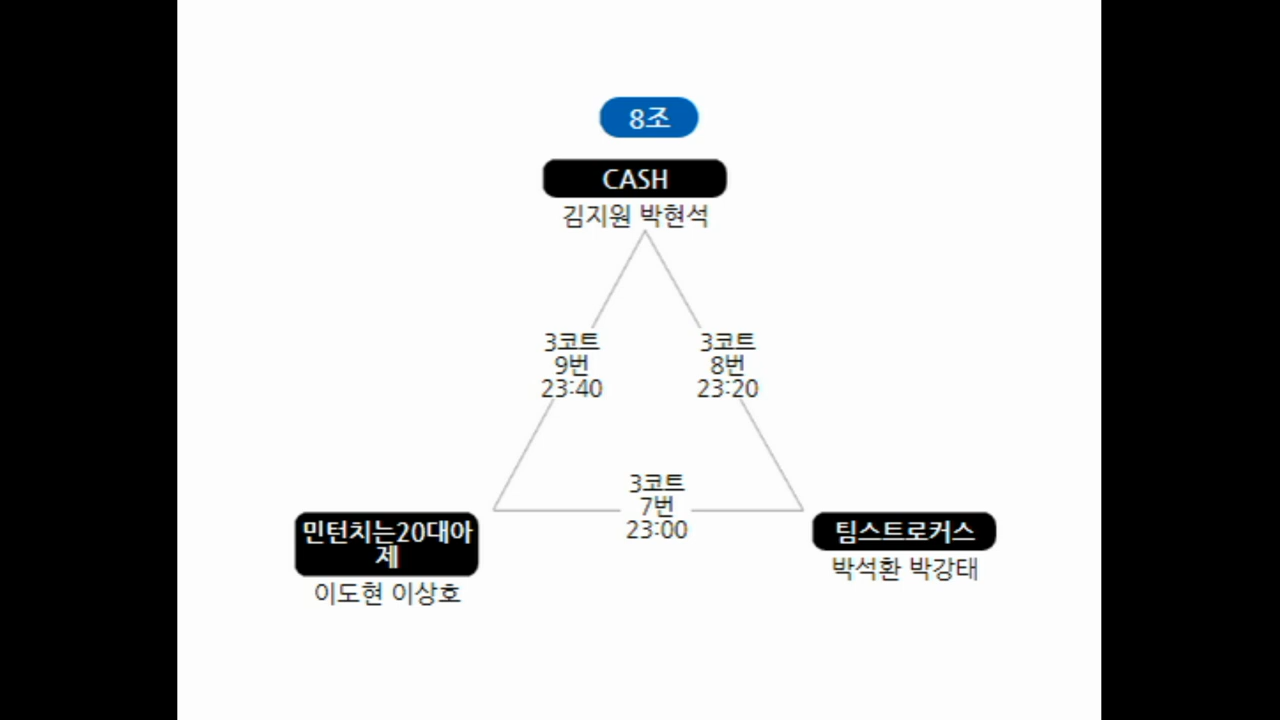 8조
CASH
김지원 박현석
3코트
9번
23:40
3코트
8번
23:20
3코트
7번
23:00
민턴치는20대아
제
이도현 이상호
팀스트로커스
박석환 박강태